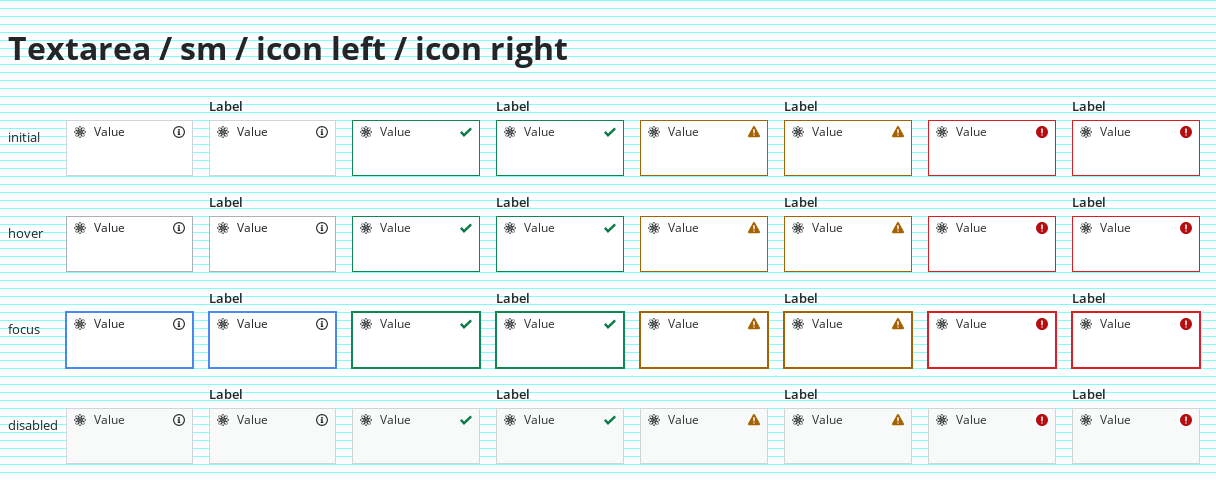 Textarea / sm / icon left / icon right
Label Label Label Label
initial Value Value Value Value Value Value Value Value
Label Label Label Label
hover Value Value Value Value Value Value Value Value
Label Label Label Label
focus Value Value Value Value Value Value Value Value
Label Label Label Label
disabled Value Value Value Value Value Value Value Value